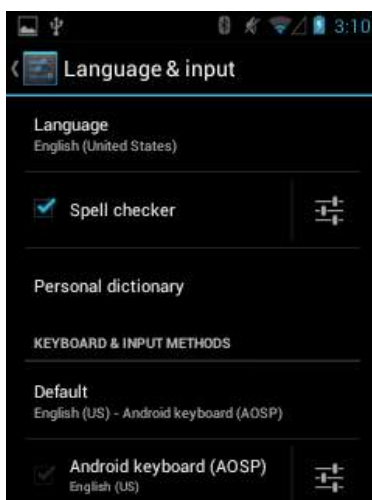 3:10
Language & input
Language
English (United States)
Spell checker
Personal dictionary
KEYBOARD & INPUT METHODS
Default
English (US) - Android keyboard (AOSP)
Android keyboard (AOSP)
English (US)